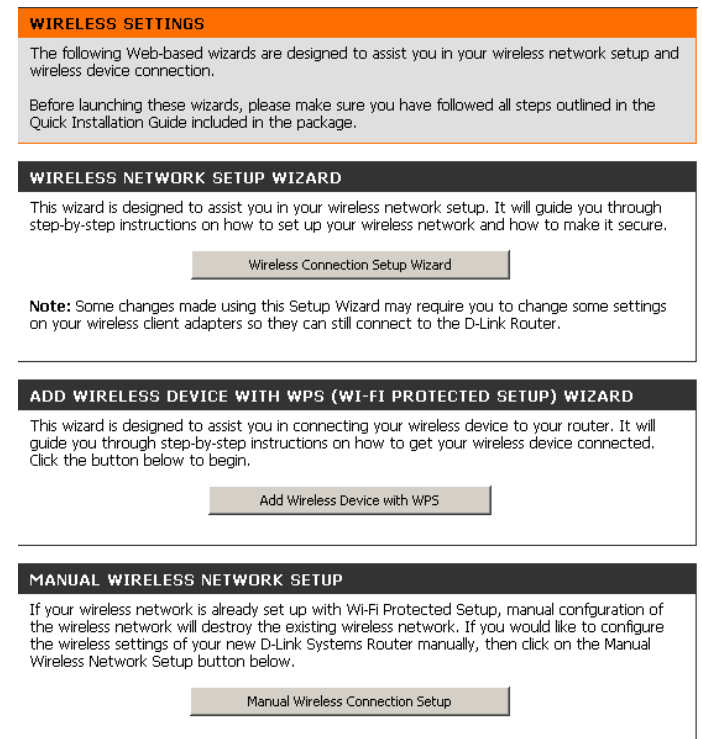 WIRELESS SETTINGS
The following Web-based wizards are designed to assist you in your wireless network setup and
wireless device connection.
Before launching these wizards, please make sure you have followed all steps outlined in the
Quick Installation Guide included in the package.
WIRELESS NETWORK SETUP WIZARD
This wizard is designed to assist you in your wireless network setup. It will guide you through
step-by-step instructions on how to set up your wireless network and how to make it secure.
Wireless Connection Setup Wizard
Note: Some changes made using this Setup Wizard may require you to change some settings
on your wireless client adapters so they can still connect to the D-Link Router.
ADD WIRELESS DEVICE WITH WPS (WI-FI PROTECTED SETUP) WIZARD
This wizard is designed to assist you in connecting your wireless device to your router. It will
guide you through step-by-step instructions on how to get your wireless device connected.
Click the button below to begin.
Add Wireless Device with WPS
MANUAL WIRELESS NETWORK SETUP
If your wireless network is already set up with Wi-Fi Protected Setup, manual confguration of
the wireless network will destroy the existing wireless network. If you would like to configure
the wireless settings of your new D-Link Systems Router manually, then click on the Manual
Wireless Network Setup button below.
Manual Wireless Connection Setup